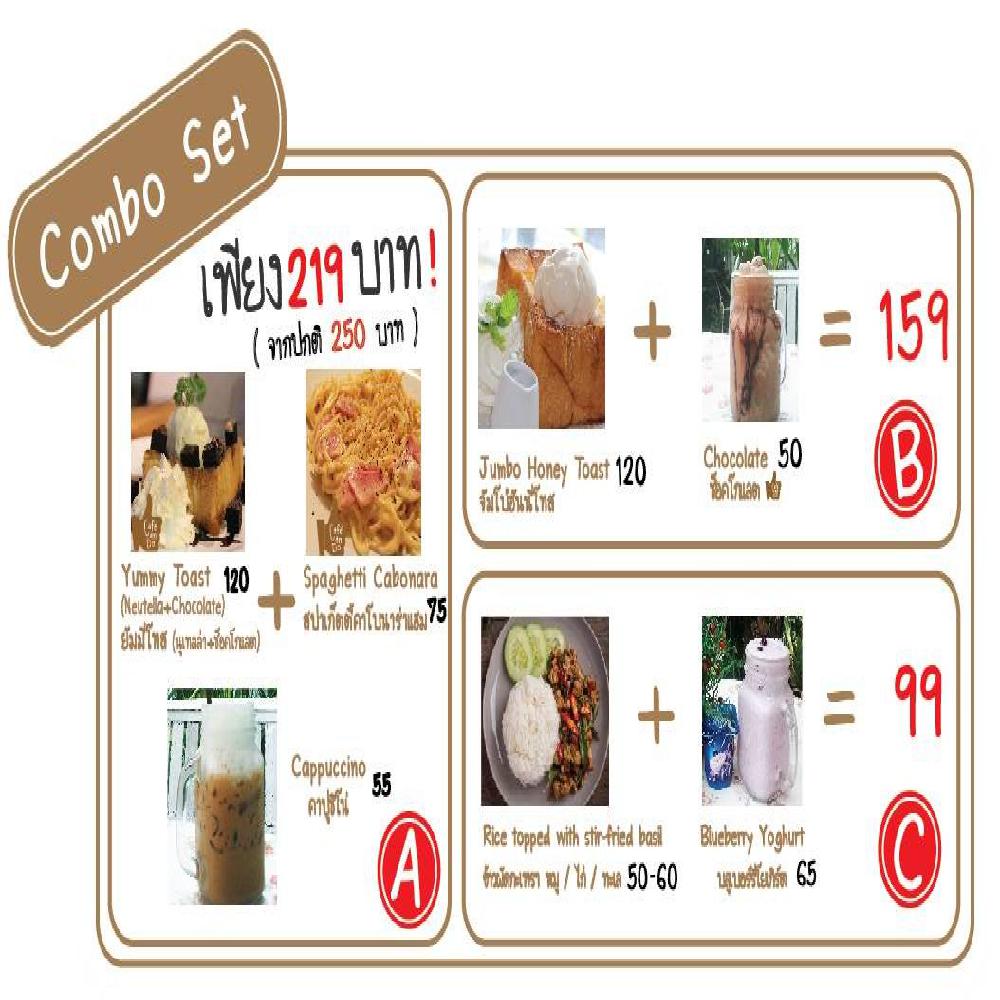 Combo Set
เพียง 219 บาท !
( จากปกติ 250 บาท )
Café
Yummy Toast 120
(Neutella+Chocolate)
ยัมมี่โทส (นูเทลล่า+ช็อคโกแลต)
+
Spaghetti Cabonara
สปาเก็ตตี้คาโบนาร่าแฮม 75
Cappuccino 55
คาปูชิโน่
A
Jumbo Honey Toast 120
จัมโบ้ฮันนี่โทส
+
Chocolate 50
ช็อคโกแลต
= 159
B
Rice topped with stir-fried basil
ข้าวผัดกะเพรา หมู / ไก่ / ทะเล 50-60
+
Blueberry Yoghurt
บลูเบอร์รี่โยเกิร์ต 65
= 99
C